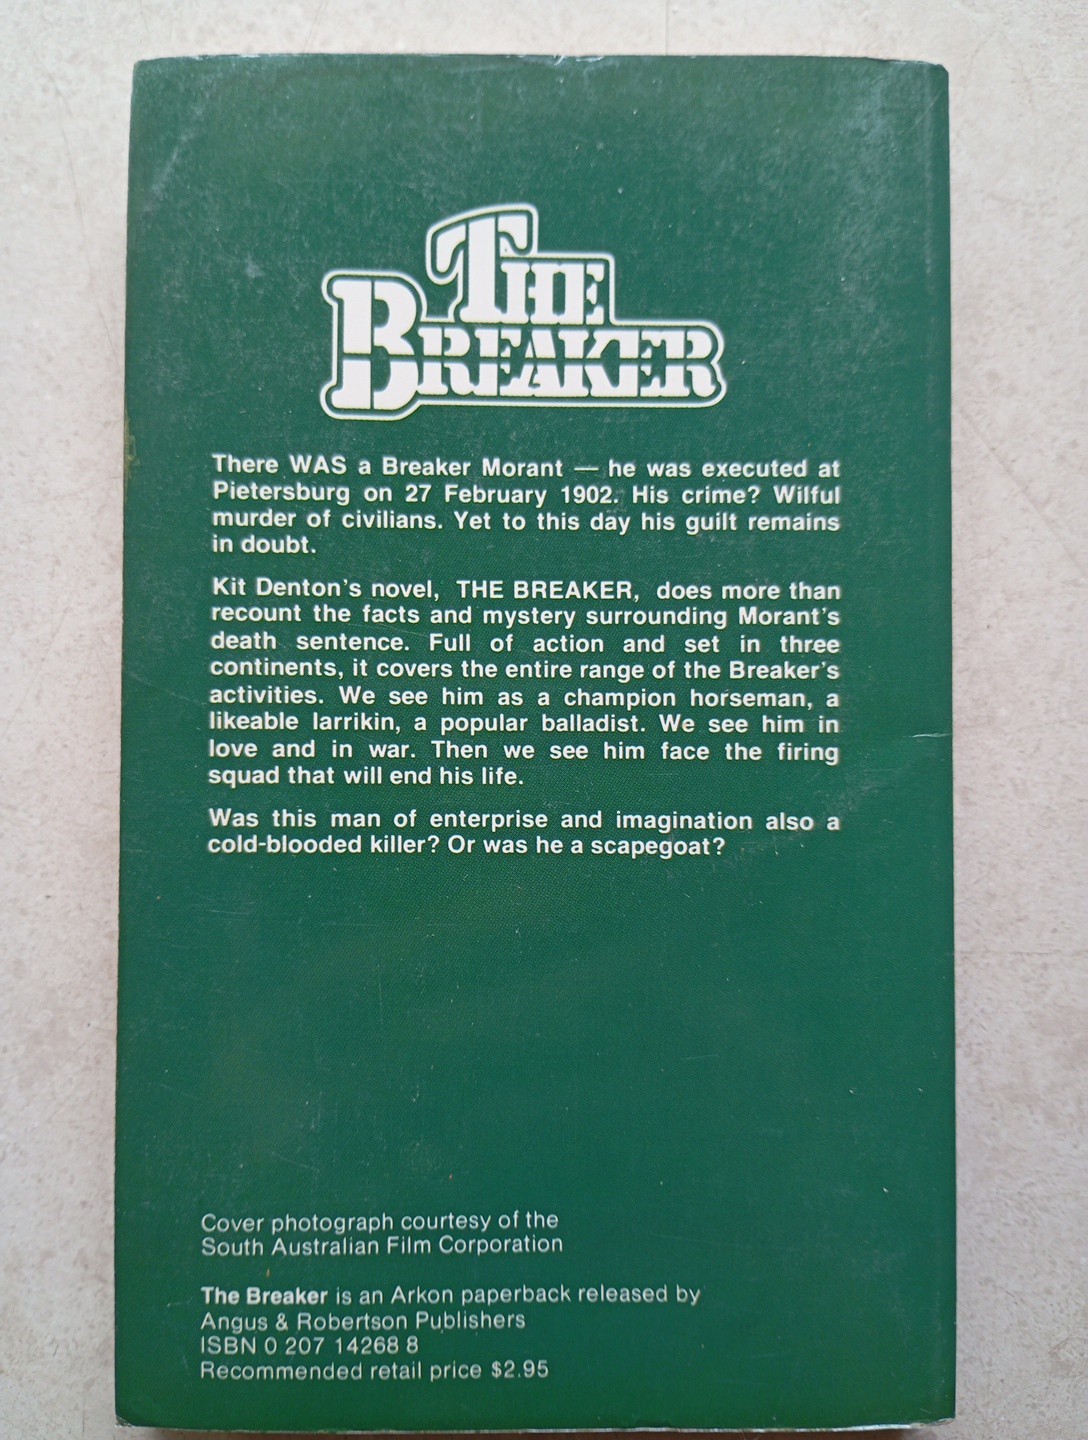 THE
BREAKER
There WAS a Breaker Morant — he was executed at
Pietersburg on 27 February 1902. His crime? Wilful
murder of civilians. Yet to this day his guilt remains
in doubt.
Kit Denton's novel, THE BREAKER, does more than
recount the facts and mystery surrounding Morant's
death sentence. Full of action and set in three
continents, it covers the entire range of the Breaker's
activities. We see him as a champion horseman, a
likeable larrikin, a popular balladist. We see him in
love and in war. Then we see him face the firing
squad that will end his life.
Was this man of enterprise and imagination also a
cold-blooded killer? Or was he a scapegoat?
Cover photograph courtesy of the
South Australian Film Corporation
The Breaker is an Arkon paperback released by
Angus & Robertson Publishers
ISBN 0 207 14268 8
Recommended retail price $2.95